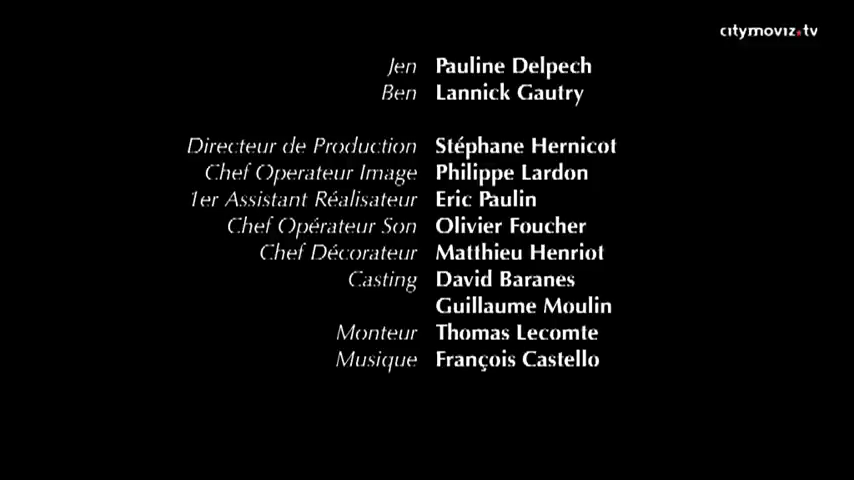 citymoviz.tv
Jen Pauline Delpech
Ben Lannick Gautry
Directeur de Production Stéphane Hernicot
Chef Operateur Image Philippe Lardon
1er Assistant Réalisateur Eric Paulin
Chef Opérateur Son Olivier Foucher
Chef Décorateur Matthieu Henriot
Casting David Baranes
Guillaume Moulin
Monteur Thomas Lecomte
Musique François Castello